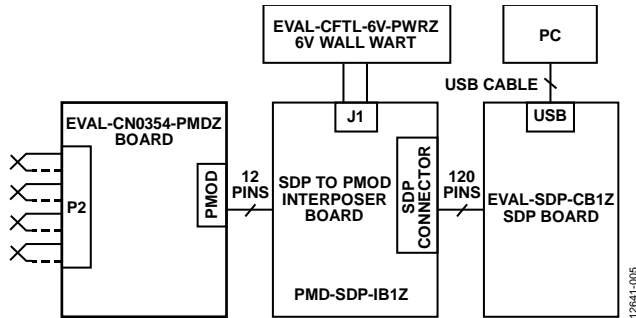 EVAL-CFTL-6V-PWRZ
6V WALL WART
PC
USB CABLE
EVAL-CN0354-PMDZ
BOARD
J1
USB
P2
PMOD
12
PINS
SDP TO PMOD
INTERPOSER
BOARD
SDP
CONNECTOR
120
PINS
EVAL-SDP-CB1Z
SDP BOARD
PMD-SDP-IB1Z
12641-005